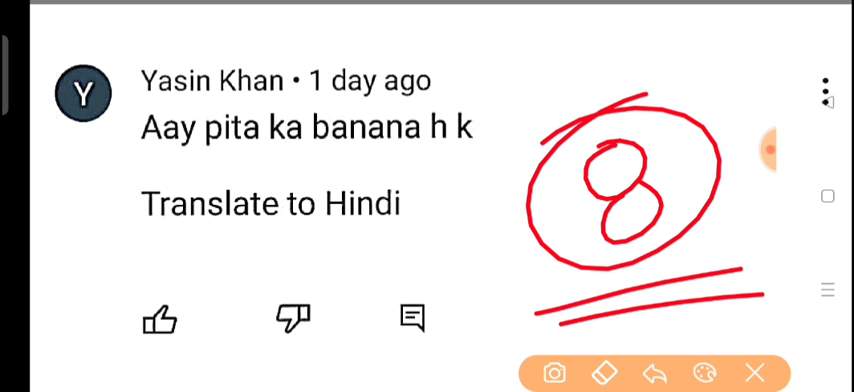 Y
Yasin Khan • 1 day ago
Aay pita ka banana h k
Translate to Hindi
8